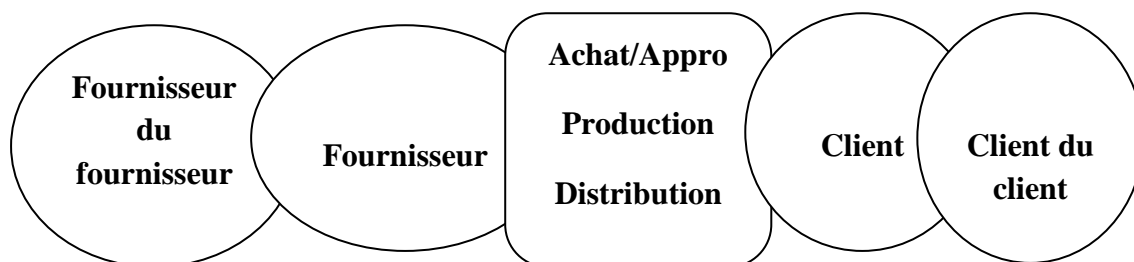 Fournisseur
du
fournisseur
Fournisseur
Achat/Appro
Production
Distribution
Client
Client du
client